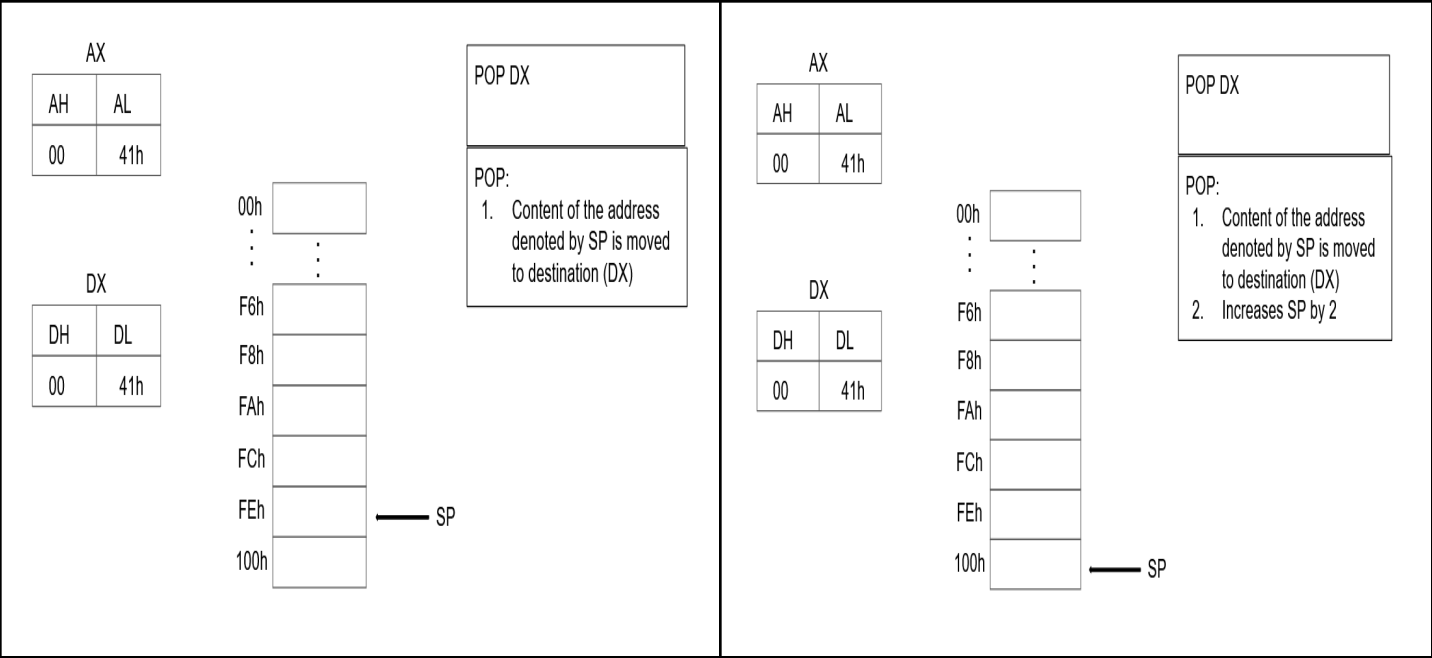 AX
AH AL
00 41h
DX
DH DL
00 41h
00h
F6h
F8h
FAh
FCh
FEh
100h
SP
POP DX
POP:
1. Content of the address
denoted by SP is moved
to destination (DX)
AX
AH AL
00 41h
DX
DH DL
00 41h
00h
F6h
F8h
FAh
FCh
FEh
100h
SP
POP DX
POP:
1. Content of the address
denoted by SP is moved
to destination (DX)
2. Increases SP by 2